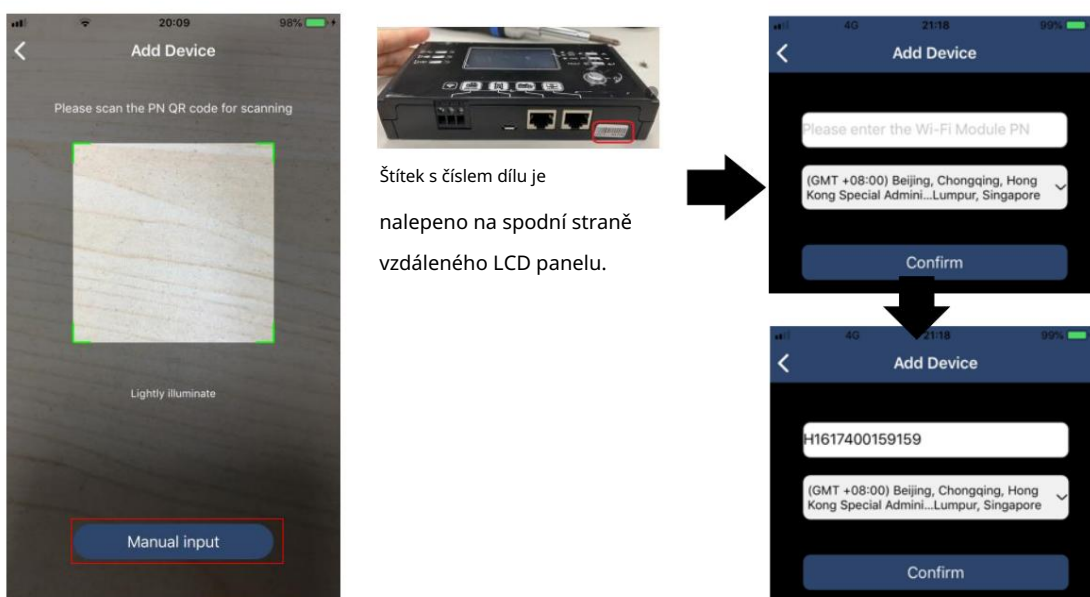 20:09
98%
Add Device
Please scan the PN QR code for scanning
Lightly illuminate
Manual input
Štítek s číslem dílu je
nalepeno na spodní straně
vzdáleného LCD panelu.
4G
21:18
99%
Add Device
Please enter the Wi-Fi Module PN
(GMT +08:00) Beijing, Chongqing, Hong
Kong Special Admini...Lumpur, Singapore
Confirm
4G
21:18
99%
Add Device
H1617400159159
(GMT +08:00) Beijing, Chongqing, Hong
Kong Special Admini...Lumpur, Singapore
Confirm